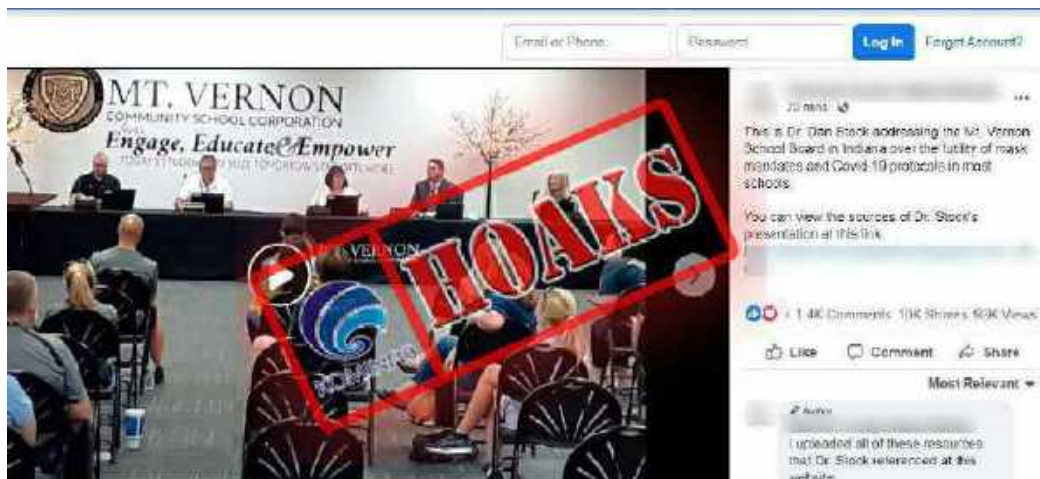 Email or Phone
Password
Log In
Forgot Account?
MT. VERNON
COMMUNITY SCHOOL CORPORATION
Engage, Educate & Empower
MT. VERNON
HOAKS
20 mins
This is Dr. Dan Stock addressing the Mt. Vernon
School Board in Indiana over the futility of mask
mandates and Covid-19 protocols in most
schools.
You can view the sources of Dr. Stock's
presentation at this link
1.4K Comments
Shares
Views
Like
Comment
Share
Most Relevant
Author
I uploaded all of these resources
that Dr. Stock referenced at this
website